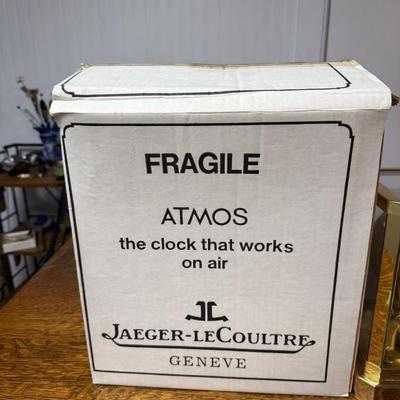 FRAGILE
ATMOS
the clock that works
on air
JAEGER-LECOULTRE
GENEVE